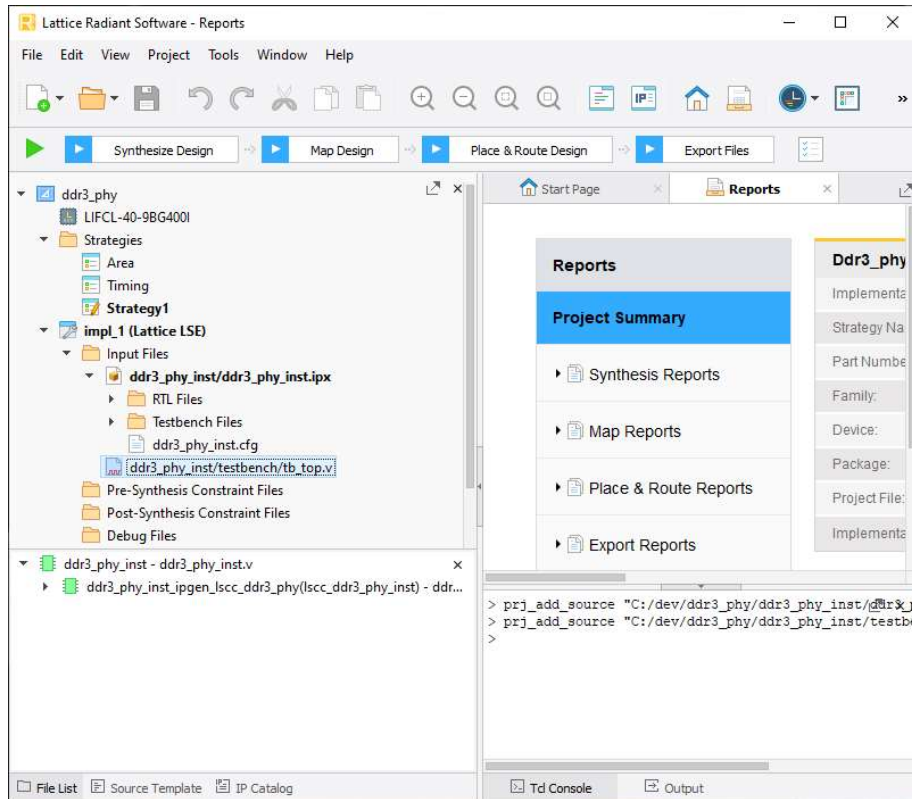 Lattice Radiant Software - Reports
File Edit View Project Tools Window Help
Synthesize Design Map Design Place & Route Design Export Files
ddr3_phy
LIFCL-40-9BG400I
Strategies
Area
Timing
Strategy1
impl_1 (Lattice LSE)
Input Files
ddr3_phy_inst/ddr3_phy_inst.ipx
RTL Files
Testbench Files
ddr3_phy_inst.cfg
ddr3_phy_inst/testbench/tb_top.v
Pre-Synthesis Constraint Files
Post-Synthesis Constraint Files
Debug Files
ddr3_phy_inst - ddr3_phy_inst.v
ddr3_phy_inst_ipgen_lscc_ddr3_phy(lscc_ddr3_phy_inst) - ddr...
File List Source Template IP Catalog
Start Page Reports
Reports
Project Summary
Synthesis Reports
Map Reports
Place & Route Reports
Export Reports
Ddr3_phy
Implementa
Strategy Na
Part Numbe
Family:
Device:
Package:
Project File:
Implementa
> prj_add_source "C:/dev/ddr3_phy/ddr3_phy_inst/
> prj_add_source "C:/dev/ddr3_phy/ddr3_phy_inst/testbe
>
Tcl Console Output